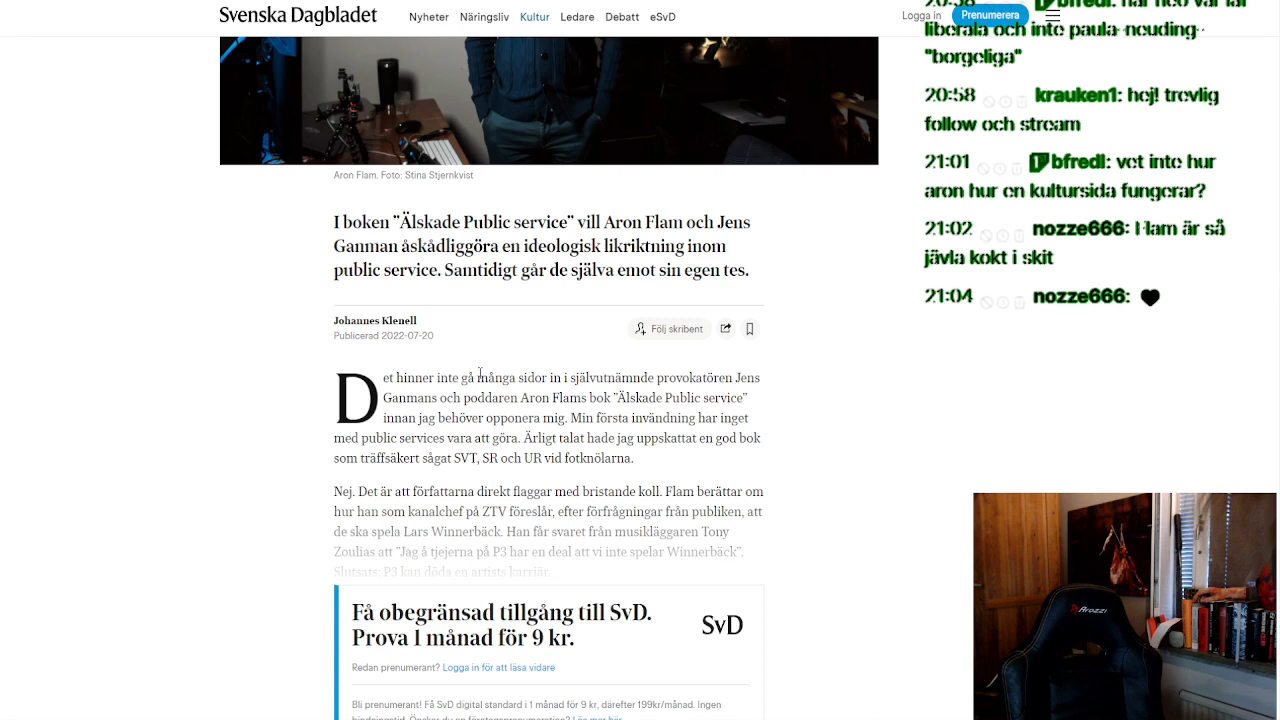 Svenska Dagbladet
Nyheter Näringsliv Kultur Ledare Debatt eSvD
Logga in Prenumerera
Aron Flam. Foto: Stina Stjernkvist
I boken "Älskade Public service" vill Aron Flam och Jens
Ganman åskådliggöra en ideologisk likriktning inom
public service. Samtidigt går de själva emot sin egen tes.
Johannes Klenell
Publicerad 2022-07-20
Följ skribent
Det hinner inte gå många sidor in i självutnämnde provokatören Jens
Ganmans och poddaren Aron Flams bok "Älskade Public service"
innan jag behöver opponera mig. Min första invändning har inget
med public services vara att göra. Ärligt talat hade jag uppskattat en god bok
som träffsäkert sågat SVT, SR och UR vid fotknölarna.
Nej. Det är att författarna direkt flaggar med bristande koll. Flam berättar om
hur han som kanalchef på ZTV föreslår, efter förfrågningar från publiken, att
de ska spela Lars Winnerbäck. Han får svaret från musikläggaren Tony
Zoulias att "Jag å tjejerna på P3 har en deal att vi inte spelar Winnerbäck".
Slutsats: P3 kan döda en artists karriär.
Få obegränsad tillgång till SvD.
Prova 1 månad för 9 kr.
SvD
Redan prenumerant? Logga in för att läsa vidare
Bli prenumerant! Få SvD digital standard i 1 månad för 9 kr, därefter 199kr/månad. Ingen
20:58 bfredl:
liberala och inte paula neuding
"borgeliga"
20:58 krauken1: hej! trevlig
follow och stream
21:01 bfredl: vet inte hur
aron hur en kultursida fungerar?
21:02 nozze666: Flam är så
jävla kokt i skit
21:04 nozze666: 🖤
Arozzi